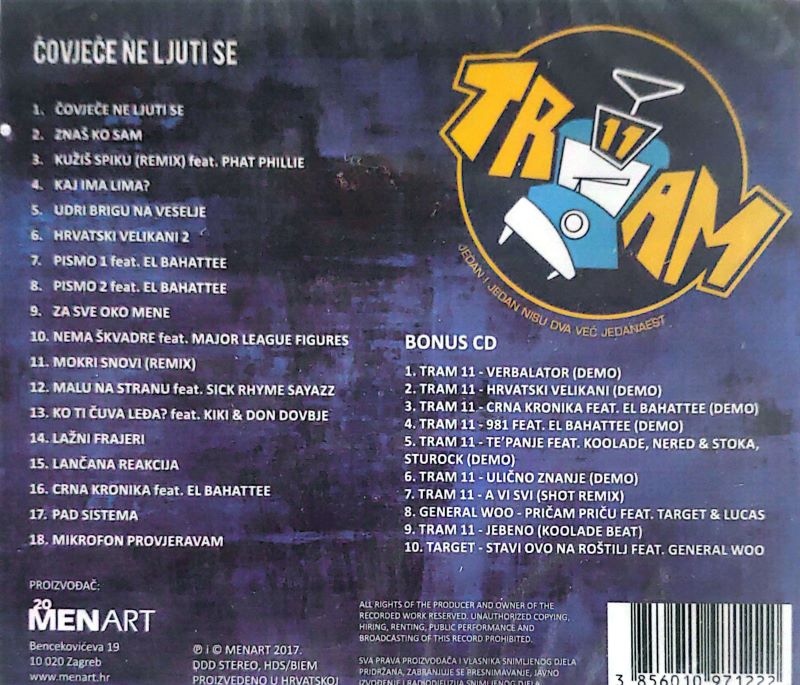 ČOVJEČE NE LJUTI SE
1. ČOVJEČE NE LJUTI SE
2. ZNAŠ KO SAM
3. KUŽIŠ SPIKU (REMIX) feat. PHAT PHILLIE
4. KAJ IMA LIMA?
5. UDRI BRIGU NA VESELJE
6. HRVATSKI VELIKANI 2
7. PISMO 1 feat. EL BAHATTEE
8. PISMO 2 feat. EL BAHATTEE
9. ZA SVE OKO MENE
10. NEMA ŠKVADRE feat. MAJOR LEAGUE FIGURES
11. MOKRI SNOVI (REMIX)
12. MALU NA STRANU feat. SICK RHYME SAYAZZ
13. KO TI ČUVA LEĐA? feat. KIKI & DON DOVBJE
14. LAŽNI FRAJERI
15. LANČANA REAKCIJA
16. CRNA KRONIKA feat. EL BAHATTEE
17. PAD SISTEMA
18. MIKROFON PROVJERAVAM
TRAM
11
JEDAN I JEDAN NISU DVA VEĆ JEDANAEST
BONUS CD
1. TRAM 11 - VERBALATOR (DEMO)
2. TRAM 11 - HRVATSKI VELIKANI (DEMO)
3. TRAM 11 - CRNA KRONIKA FEAT. EL BAHATTEE (DEMO)
4. TRAM 11 - 981 FEAT. EL BAHATTEE (DEMO)
5. TRAM 11 - TE'PANJE FEAT. KOOLADE, NERED & STOKA,
STUROCK (DEMO)
6. TRAM 11 - ULIČNO ZNANJE (DEMO)
7. TRAM 11 - A VI SVI (SHOT REMIX)
8. GENERAL WOO - PRIČAM PRIČU FEAT. TARGET & LUCAS
9. TRAM 11 - JEBENO (KOOLADE BEAT)
10. TARGET - STAVI OVO NA ROŠTILJ FEAT. GENERAL WOO
PROIZVOĐAČ:
20
MENART
Bencekovićeva 19
10 020 Zagreb
www.menart.hr
℗ i © MENART 2017.
DDD STEREO, HDS/BIEM
PROIZVEDENO U HRVATSKOJ
ALL RIGHTS OF THE PRODUCER AND OWNER OF THE
RECORDED WORK RESERVED. UNAUTHORIZED COPYING,
HIRING, RENTING, PUBLIC PERFORMANCE AND
BROADCASTING OF THIS RECORD PROHIBITED.
SVA PRAVA PROIZVOĐAČA I VLASNIKA SNIMLJENOG DJELA
PRIDRŽANA, ZABRANJUJE SE PRESNIMAVANJE, JAVNO
IZVOĐENJE I RADIODIFUZIJA SNIMLJENOG DJELA.
3 856010 971222